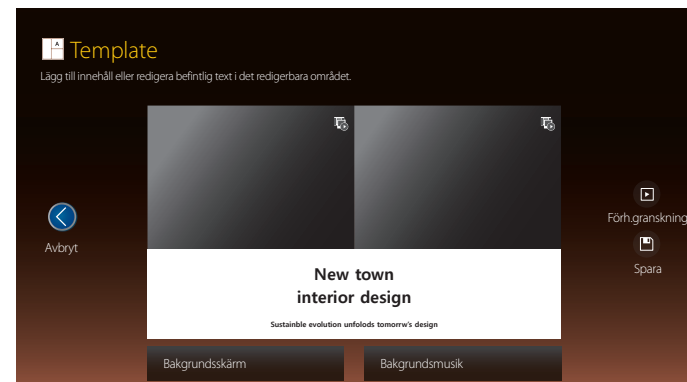 Template
Lägg till innehåll eller redigera befintlig text i det redigerbara området.
Avbryt
New town
interior design
Sustainble evolution unfolods tomorrw's design
Förh.granskning
Spara
Bakgrundsskärm
Bakgrundsmusik